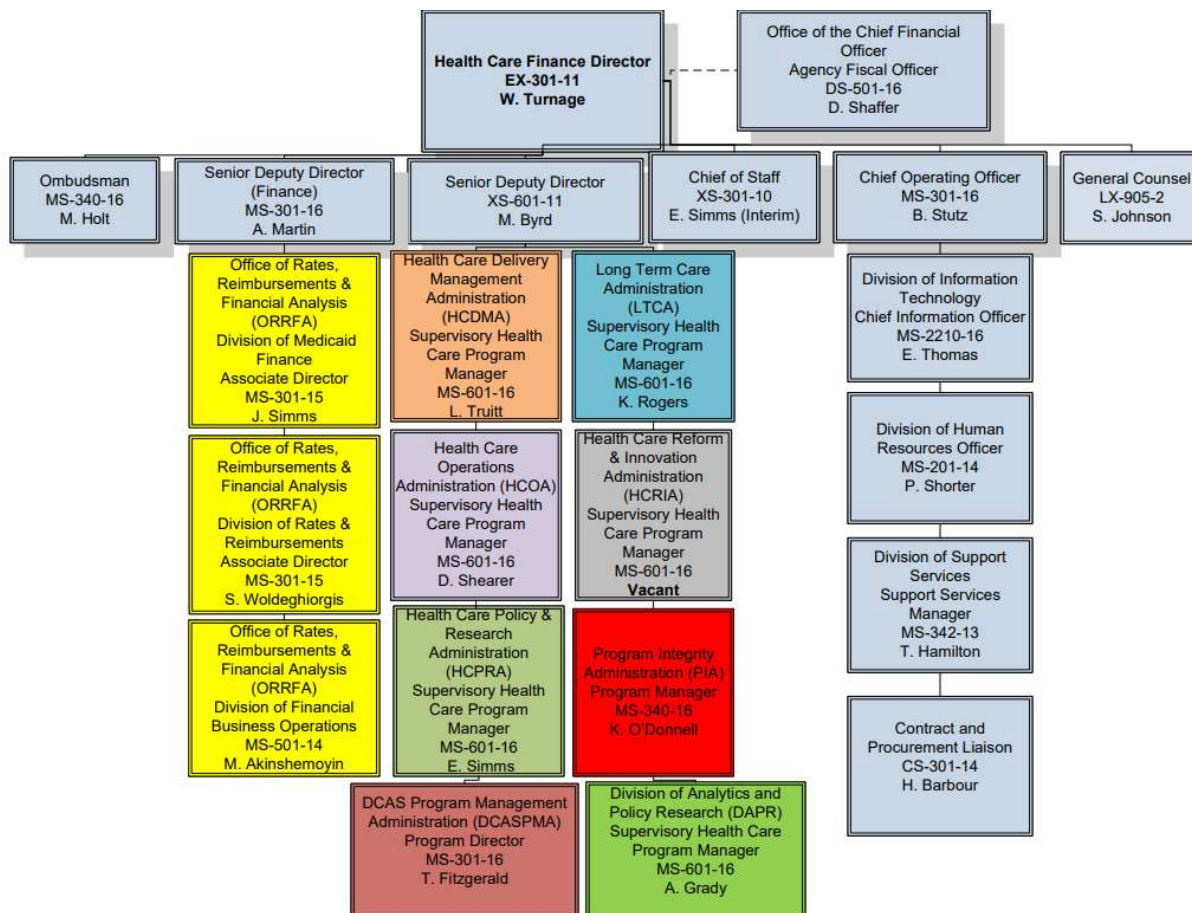 Health Care Finance Director
EX-301-11
W. Turnage
Office of the Chief Financial
Officer
Agency Fiscal Officer
DS-501-16
D. Shaffer
Ombudsman
MS-340-16
M. Holt
Senior Deputy Director
(Finance)
MS-301-16
A. Martin
Senior Deputy Director
XS-601-11
M. Byrd
Chief of Staff
XS-301-10
E. Simms (Interim)
Chief Operating Officer
MS-301-16
B. Stutz
General Counsel
LX-905-2
S. Johnson
Office of Rates,
Reimbursements &
Financial Analysis
(ORRFA)
Division of Medicaid
Finance
Associate Director
MS-301-15
J. Simms
Office of Rates,
Reimbursements &
Financial Analysis
(ORRFA)
Division of Rates &
Reimbursements
Associate Director
MS-301-15
S. Woldeghiorgis
Office of Rates,
Reimbursements &
Financial Analysis
(ORRFA)
Division of Financial
Business Operations
MS-501-14
M. Akinshemoyin
Health Care Delivery
Management
Administration
(HCDMA)
Supervisory Health
Care Program
Manager
MS-601-16
L. Truitt
Health Care
Operations
Administration (HCOA)
Supervisory Health
Care Program
Manager
MS-601-16
D. Shearer
Health Care Policy &
Research
Administration
(HCPRA)
Supervisory Health
Care Program
Manager
MS-601-16
E. Simms
DCAS Program Management
Administration (DCASPMA)
Program Director
MS-301-16
T. Fitzgerald
Long Term Care
Administration
(LTCA)
Supervisory Health
Care Program
Manager
MS-601-16
K. Rogers
Health Care Reform
& Innovation
Administration
(HCRIA)
Supervisory Health
Care Program
Manager
MS-601-16
Vacant
Program Integrity
Administration (PIA)
Program Manager
MS-340-16
K. O'Donnell
Division of Analytics and
Policy Research (DAPR)
Supervisory Health Care
Program Manager
MS-601-16
A. Grady
Division of Information
Technology
Chief Information Officer
MS-2210-16
E. Thomas
Division of Human
Resources Officer
MS-201-14
P. Shorter
Division of Support
Services
Support Services
Manager
MS-342-13
T. Hamilton
Contract and
Procurement Liaison
CS-301-14
H. Barbour